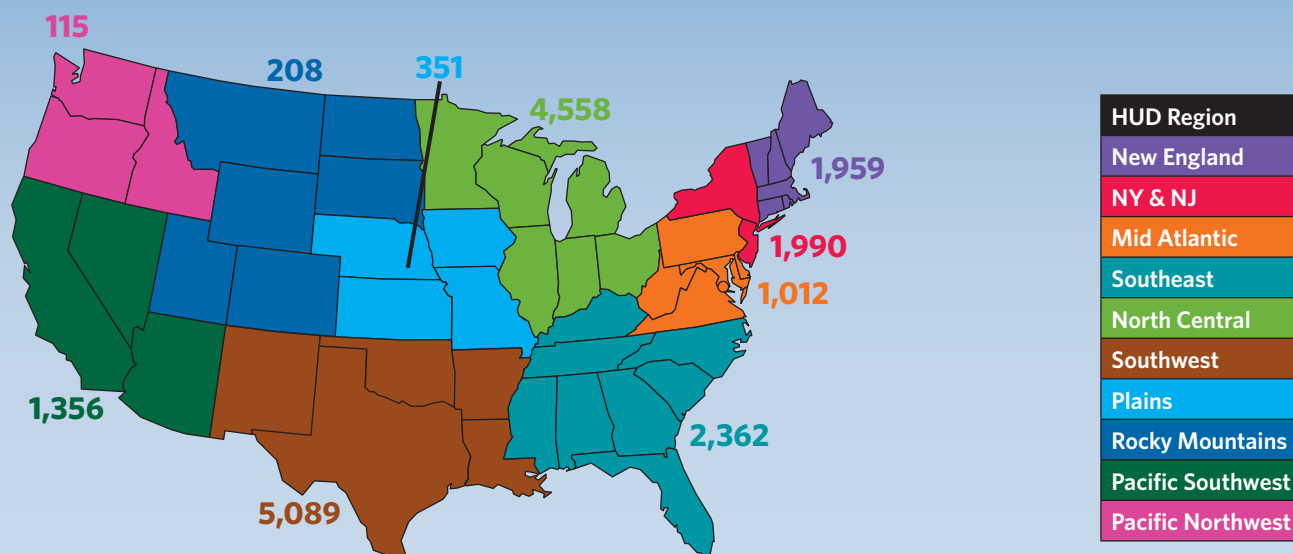 115
208
351
4,558
1,959
1,990
1,012
1,356
2,362
5,089
HUD Region
New England
NY & NJ
Mid Atlantic
Southeast
North Central
Southwest
Plains
Rocky Mountains
Pacific Southwest
Pacific Northwest